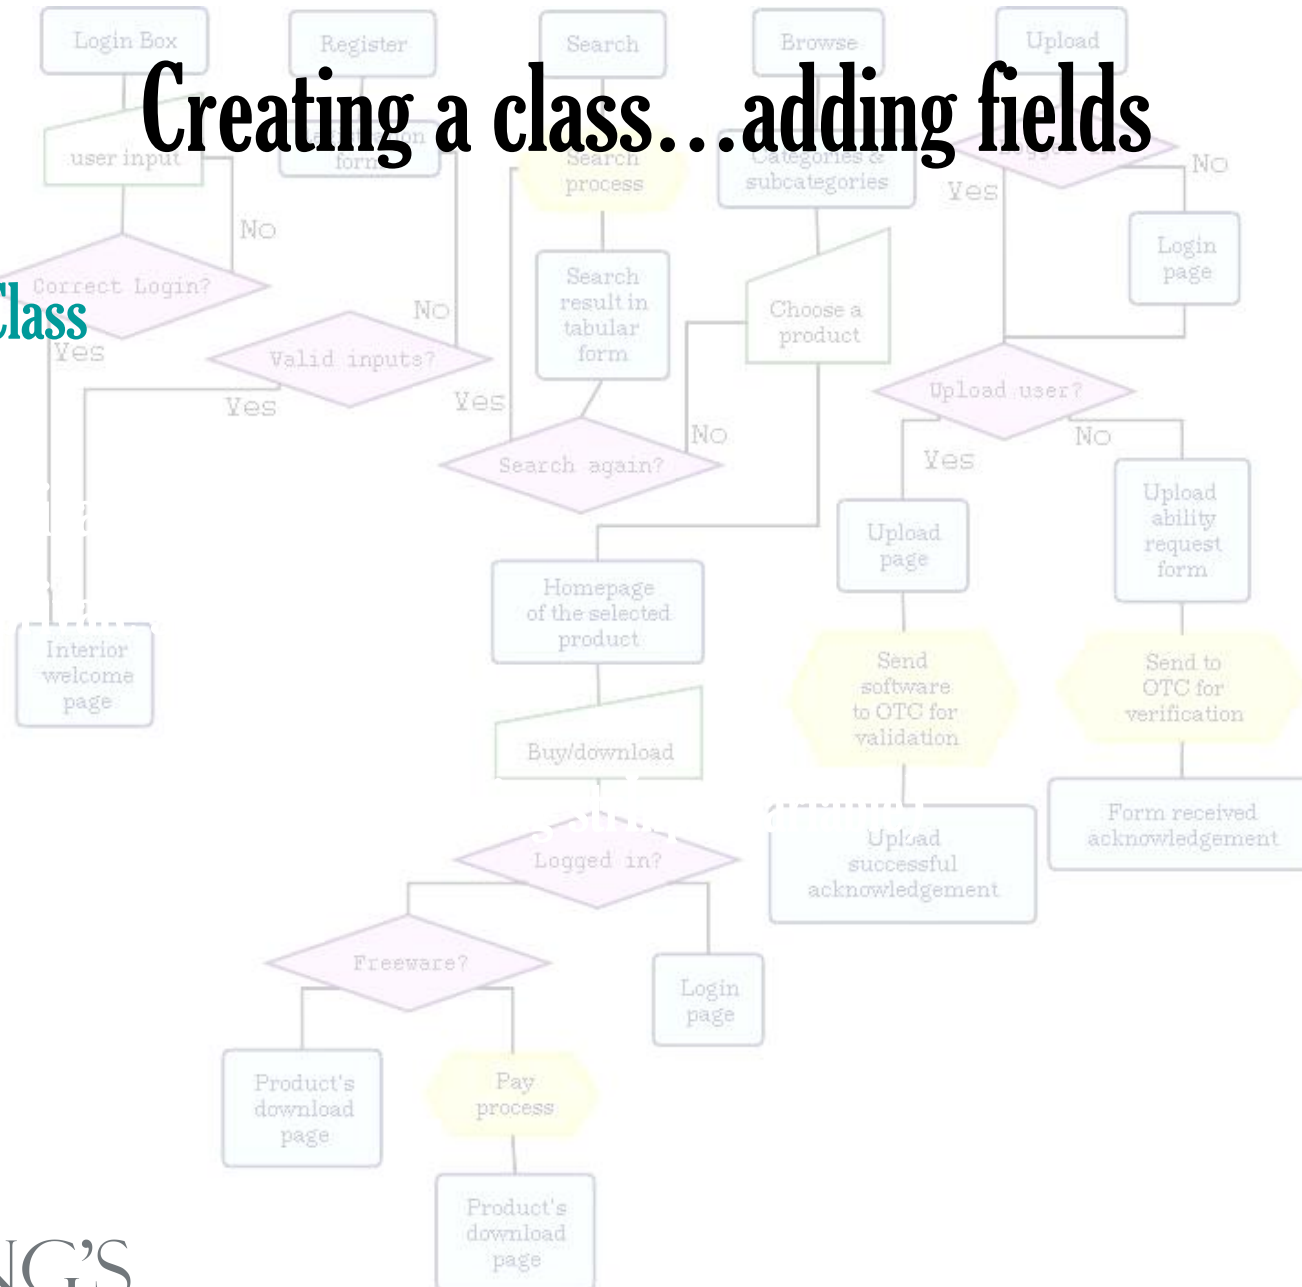 Login Box
Register
Search
Browse
Upload
Creating a class…adding fields
user input
form
Search
process
Categories &
subcategories
Yes
No
No
Login
page
Correct Login?
Class
Yes
Search
result in
tabular
form
Choose a
product
No
Valid inputs?
Yes
Yes
Search again?
No
Upload user?
Yes
No
Upload
page
Upload
ability
request
form
Homepage
of the selected
product
Interior
welcome
page
Send
software
to OTC for
validation
Send to
OTC for
verification
Buy/download
Logged in?
Upload
successful
acknowledgement
Form received
acknowledgement
Freeware?
Login
page
Product's
download
page
Pay
process
Product's
download
page
NG'S